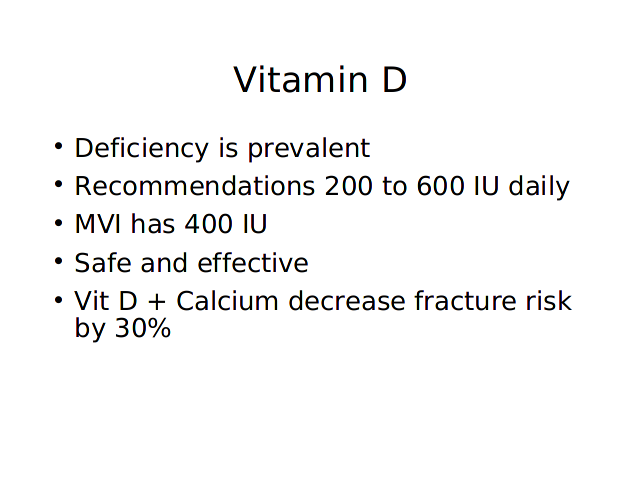 Vitamin D
• Deficiency is prevalent
• Recommendations 200 to 600 IU daily
• MVI has 400 IU
• Safe and effective
• Vit D + Calcium decrease fracture risk
by 30%